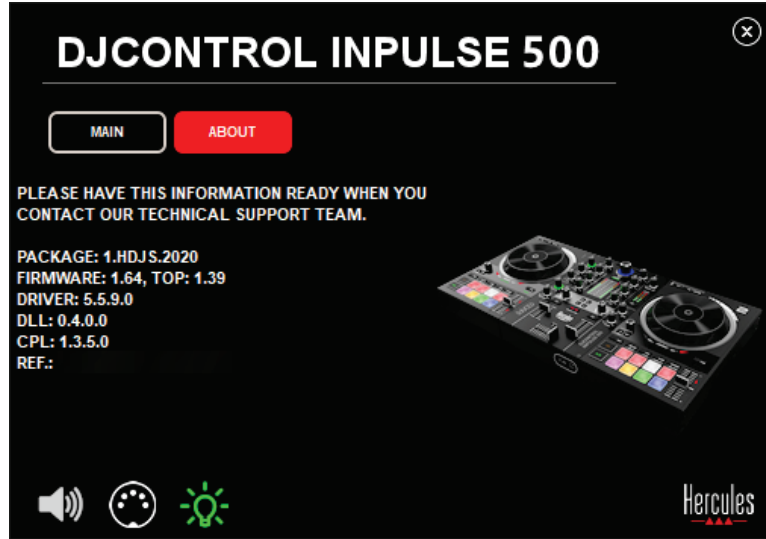 DJCONTROL INPULSE 500
MAIN
ABOUT
PLEASE HAVE THIS INFORMATION READY WHEN YOU
CONTACT OUR TECHNICAL SUPPORT TEAM.
PACKAGE: 1.HDJS.2020
FIRMWARE: 1.64, TOP: 1.39
DRIVER: 5.5.9.0
DLL: 0.4.0.0
CPL: 1.3.5.0
REF.:
Hercules